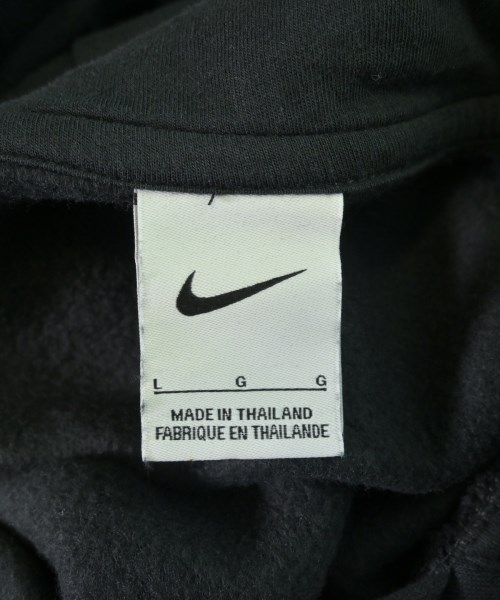 L G G
MADE IN THAILAND
FABRIQUE EN THAILANDE